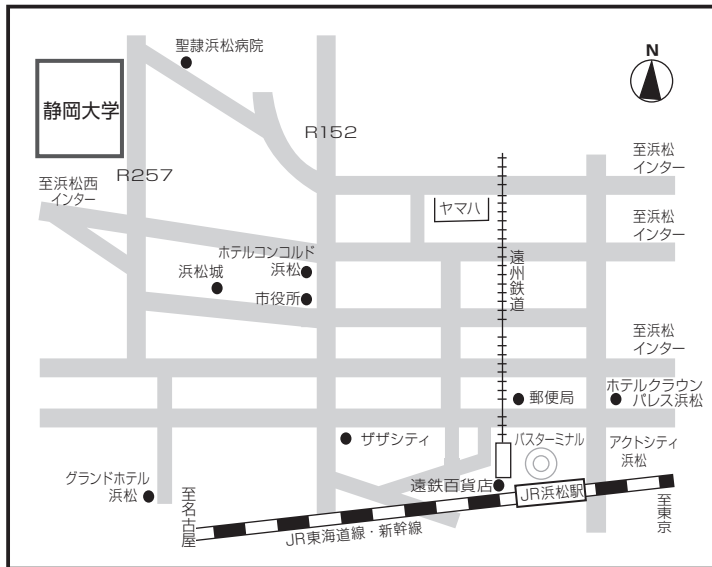 聖隷浜松病院
N
静岡大学
R152
至浜松
インター
R257
至浜松西
インター
ヤマハ
至浜松
インター
ホテルコンコルド
浜松
遠州鉄道
浜松城
市役所
至浜松
インター
郵便局
ホテルクラウン
パレス浜松
ザザシティ
バスターミナル
アクトシティ
浜松
グランドホテル
浜松
遠鉄百貨店
JR浜松駅
至名古屋
至東京
JR東海道線・新幹線